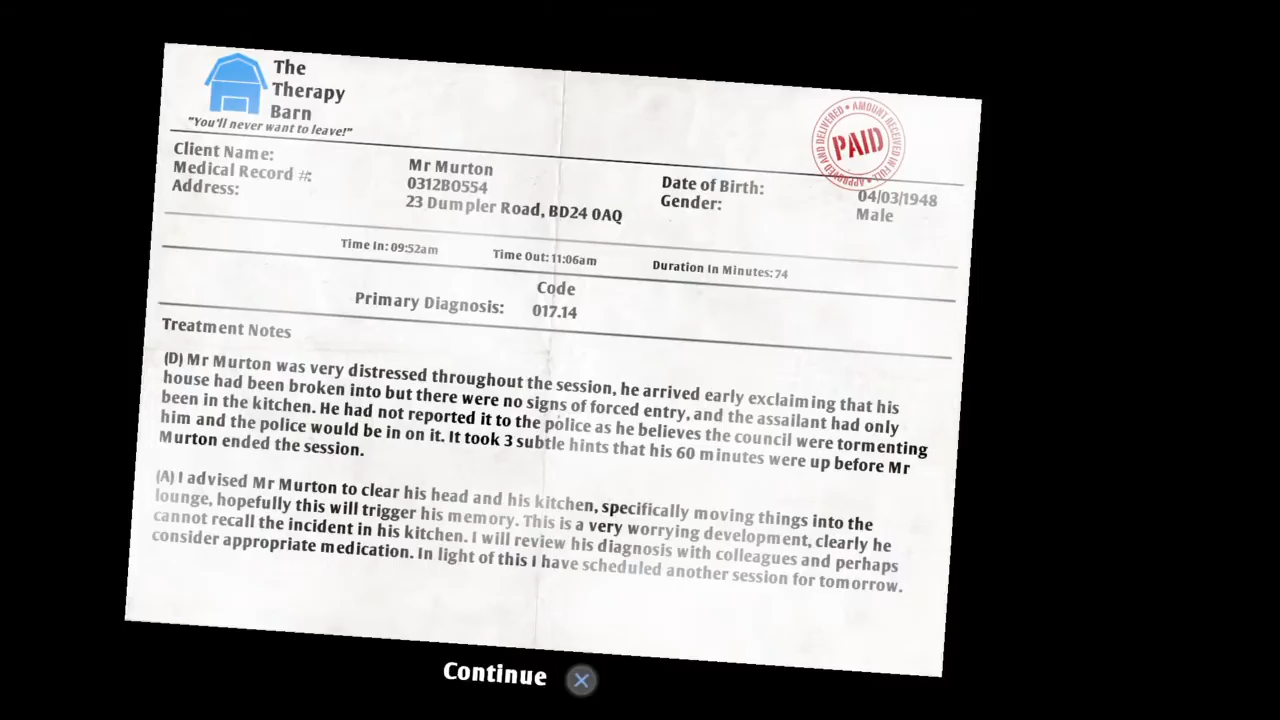 The
Therapy
Barn
"You'll never want to leave!"
AMOUNT RECEIVED IN FULL • APPROVED AND DELIVERED •
PAID
Client Name: Mr Murton Date of Birth: 04/03/1948
Medical Record #: 0312B0554 Gender: Male
Address: 23 Dumpler Road, BD24 0AQ
Time In: 09:52am Time Out: 11:06am Duration In Minutes: 74
Code
Primary Diagnosis: 017.14
Treatment Notes
(D) Mr Murton was very distressed throughout the session, he arrived early exclaiming that his
house had been broken into but there were no signs of forced entry, and the assailant had only
been in the kitchen. He had not reported it to the police as he believes the council were tormenting
him and the police would be in on it. It took 3 subtle hints that his 60 minutes were up before Mr
Murton ended the session.
(A) I advised Mr Murton to clear his head and his kitchen, specifically moving things into the
lounge, hopefully this will trigger his memory. This is a very worrying development, clearly he
cannot recall the incident in his kitchen. I will review his diagnosis with colleagues and perhaps
consider appropriate medication. In light of this I have scheduled another session for tomorrow.
Continue